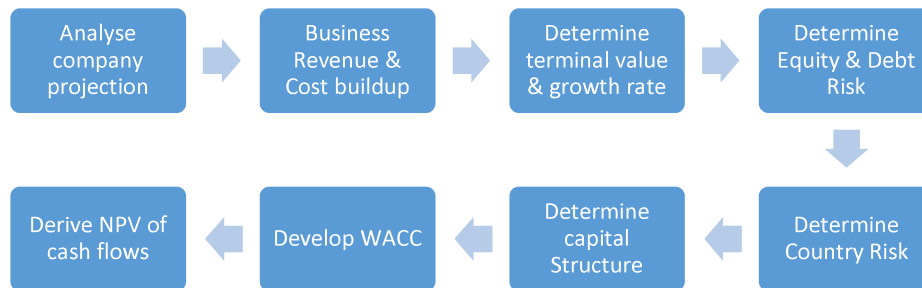 Analyse
company
projection
Business
Revenue &
Cost buildup
Determine
terminal value
& growth rate
Determine
Equity & Debt
Risk
Determine
Country Risk
Determine
capital
Structure
Develop WACC
Derive NPV of
cash flows